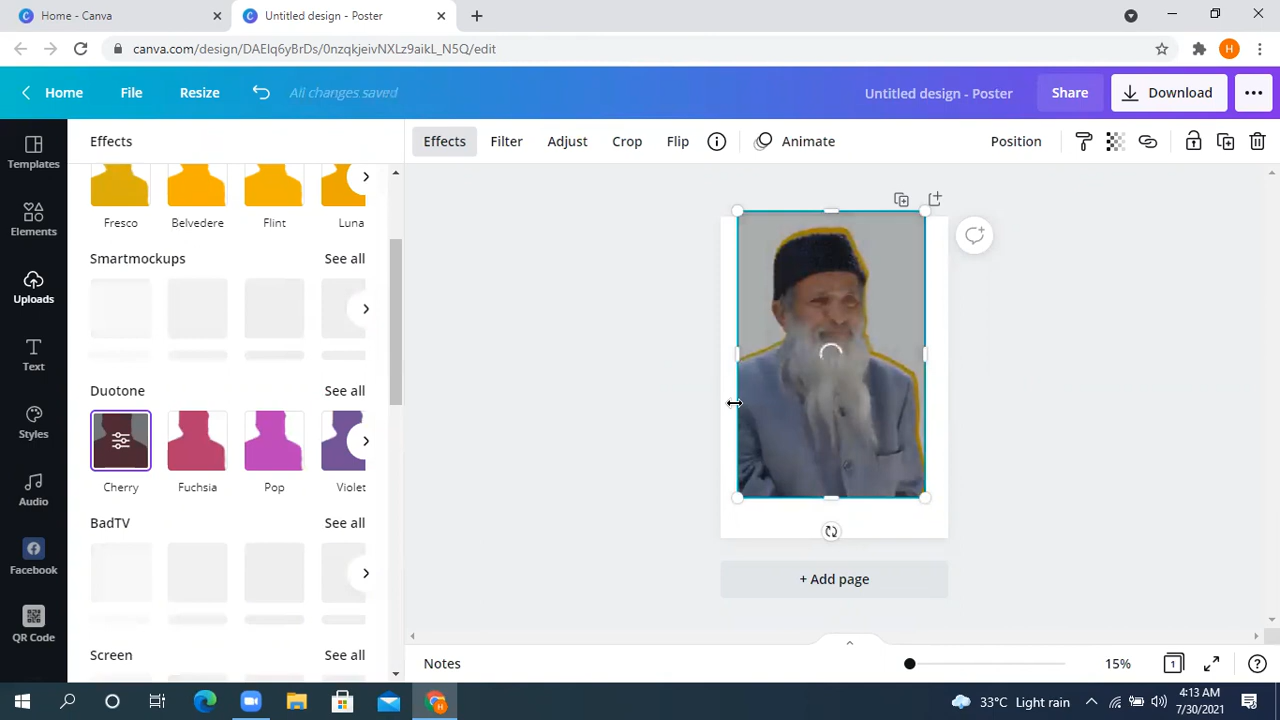 Home - Canva
Untitled design - Poster
canva.com/design/DAElq6yBrDs/0nzqkjeivNXLz9aikL_N5Q/edit
H
Home
File
Resize
All changes saved
Untitled design - Poster
Share
Download
Templates
Elements
Uploads
Text
Styles
Audio
Facebook
QR Code
Effects
Fresco
Belvedere
Flint
Luna
Smartmockups
See all
Duotone
See all
Cherry
Fuchsia
Pop
Violet
BadTV
See all
Screen
See all
Effects
Filter
Adjust
Crop
Flip
Animate
Position
+ Add page
Notes
15%
1
33°C Light rain
4:13 AM
7/30/2021